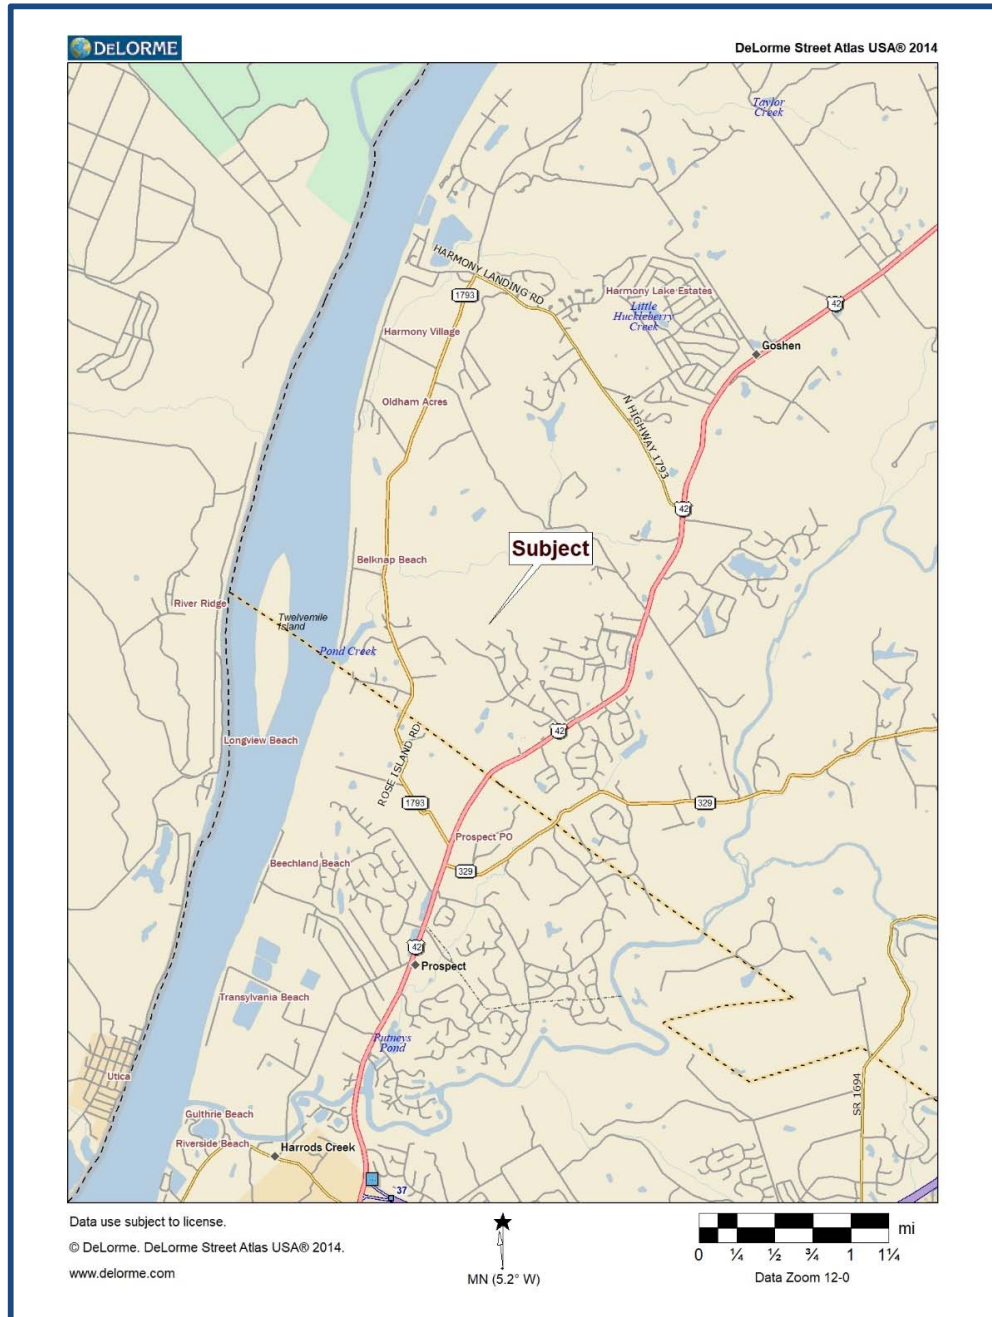 DELORME
DeLorme Street Atlas USA® 2014
Taylor
Creek
HARMONY LANDING RD
1793
Harmony Lake Estates
Little
Huckleberry
Creek
42
Harmony Village
Goshen
Oldham Acres
N HIGHWAY 1793
42
Subject
Belknap Beach
River Ridge
Twelvemile
Island
Pond Creek
Longview Beach
ROSE ISLAND RD
42
1793
329
Prospect PO
Beechland Beach
329
42
Prospect
Transylvania Beach
Putneys
Pond
Utica
SR 1694
Gulthrie Beach
Riverside Beach
Harrods Creek
37
Data use subject to license.
© DeLorme. DeLorme Street Atlas USA® 2014.
www.delorme.com
MN (5.2° W)
mi
0 ¼ ½ ¾ 1 1¼
Data Zoom 12-0